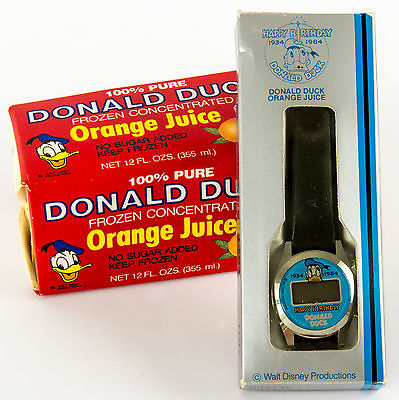 100% PURE
DONALD DUC
FROZEN CONCENTRATED
Orange Juice
NO SUGAR ADDED
KEEP FROZEN
NET 12 FL. OZS. (355 ml.)
100% PURE
DONALD DU
FROZEN CONCENTRAT
Orange Juice
NO SUGAR ADDED
KEEP FROZEN
NET 12 FL. OZS. (355 ml.)
HAPPY BIRTHDAY
1934 1984
DONALD DUCK
DONALD DUCK
ORANGE JUICE
1934 1984
HAPPY BIRTHDAY
DONALD
DUCK
© Walt Disney Productions